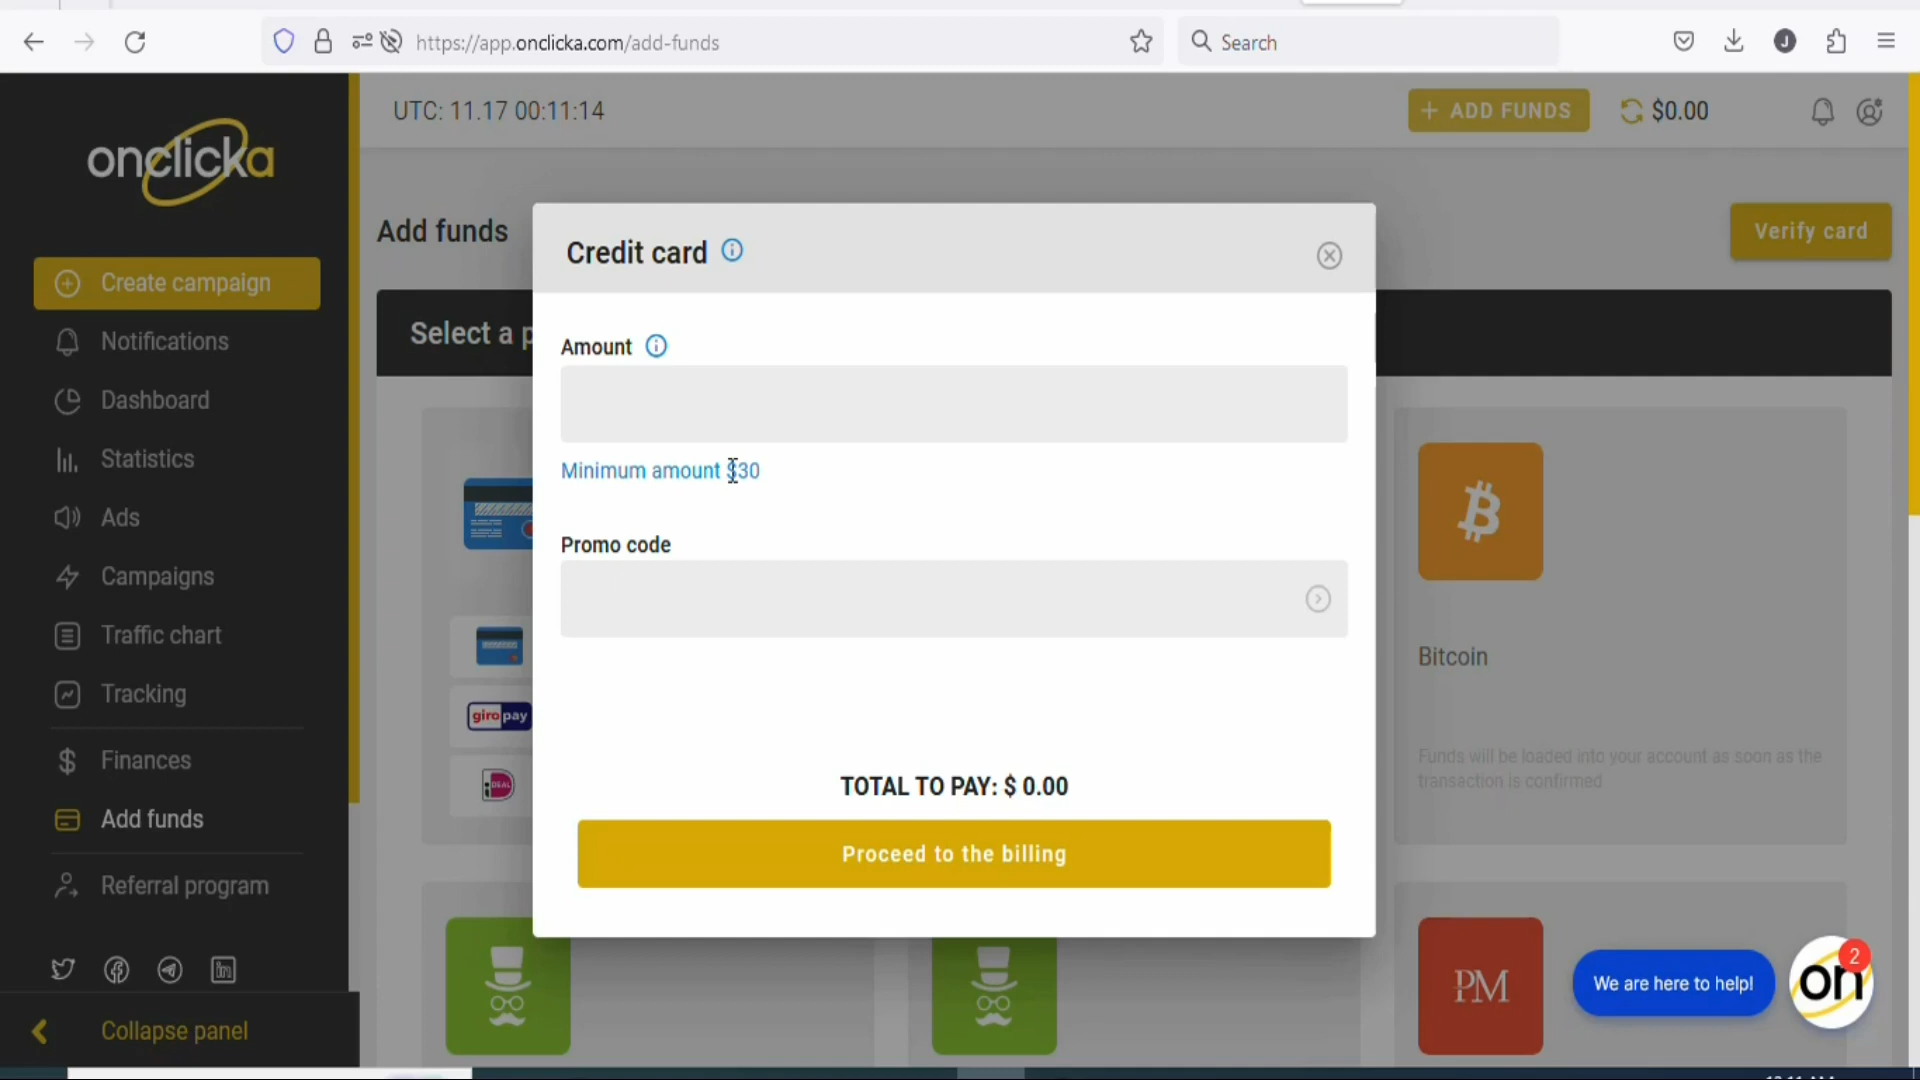 https://app.onclicka.com/add-funds
Search
J
onclicka
UTC: 11.17 00:11:14
+ ADD FUNDS
$0.00
Add funds
Verify card
Create campaign
Notifications
Dashboard
Statistics
Ads
Campaigns
Traffic chart
Tracking
Finances
Add funds
Referral program
Collapse panel
Select a p
giropay
iDEAL
Credit card
Amount
Minimum amount $30
Promo code
TOTAL TO PAY: $ 0.00
Proceed to the billing
Bitcoin
Funds will be loaded into your account as soon as the
transaction is confirmed
PM
We are here to help!
on
2